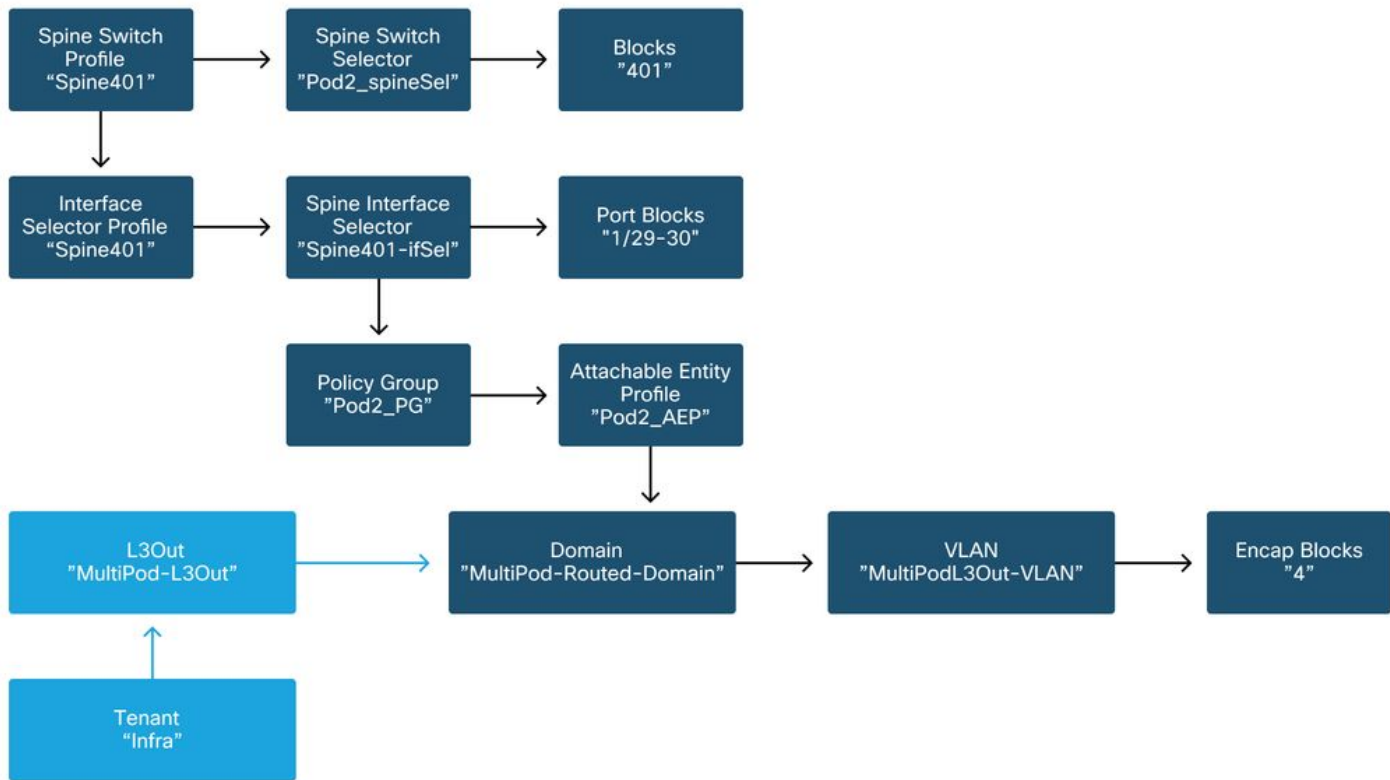 Spine Switch
Profile
“Spine401”
Spine Switch
Selector
”Pod2_spineSel”
Blocks
”401”
Interface
Selector Profile
“Spine401”
Spine Interface
Selector
”Spine401-ifSel”
Port Blocks
"1/29-30"
Policy Group
”Pod2_PG”
Attachable Entity
Profile
”Pod2_AEP”
L3Out
”MultiPod-L3Out”
Domain
”MultiPod-Routed-Domain”
VLAN
”MultiPodL3Out-VLAN”
Encap Blocks
”4”
Tenant
“Infra”